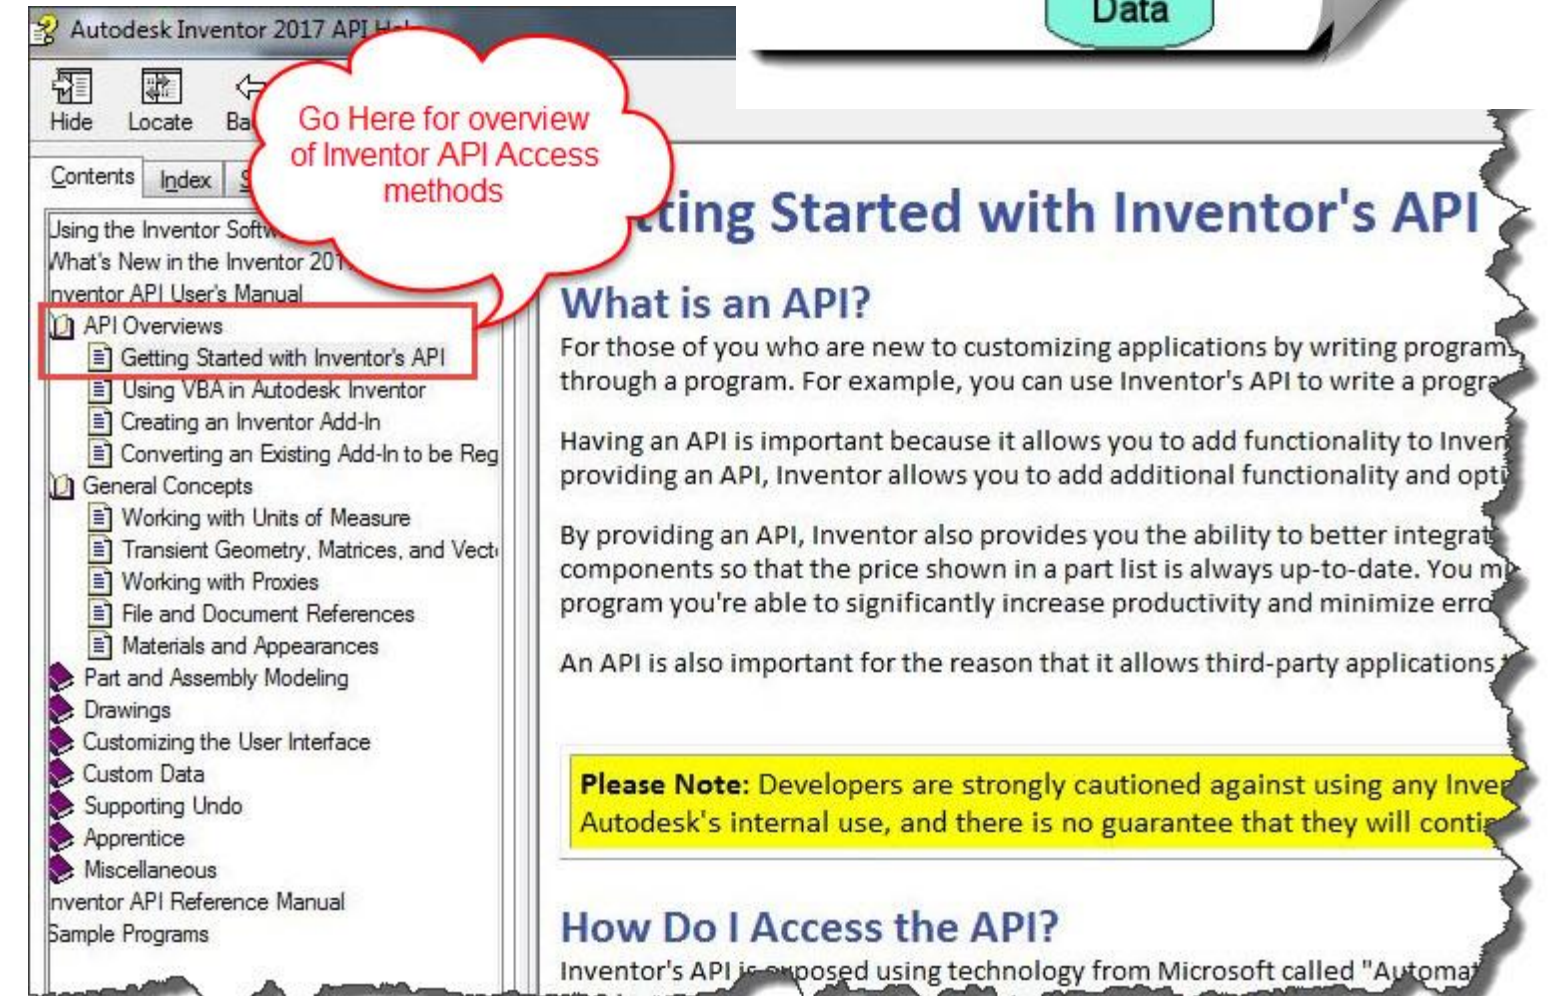 Data
Autodesk Inventor 2017 API
Hide Locate
Go Here for overview
of Inventor API Access
methods
Contents Index
Using the Inventor
What's New in the Inventor
nventor API User's Manual
API Overviews
Getting Started with Inventor's API
Using VBA in Autodesk Inventor
Creating an Inventor Add-In
Converting an Existing Add-In to be Reg
General Concepts
Working with Units of Measure
Transient Geometry, Matrices, and Vect
Working with Proxies
File and Document References
Materials and Appearances
Part and Assembly Modeling
Drawings
Customizing the User Interface
Custom Data
Supporting Undo
Apprentice
Miscellaneous
nventor API Reference Manual
Sample Programs
tting Started with Inventor's API
What is an API?
For those of you who are new to customizing applications by writing programs,
through a program. For example, you can use Inventor's API to write a progra
Having an API is important because it allows you to add functionality to Inven
providing an API, Inventor allows you to add additional functionality and opti
By providing an API, Inventor also provides you the ability to better integrat
components so that the price shown in a part list is always up-to-date. You m
program you're able to significantly increase productivity and minimize erro
An API is also important for the reason that it allows third-party applications
Please Note: Developers are strongly cautioned against using any Inven
Autodesk's internal use, and there is no guarantee that they will contin
How Do I Access the API?
Inventor's API is exposed using technology from Microsoft called "Automat